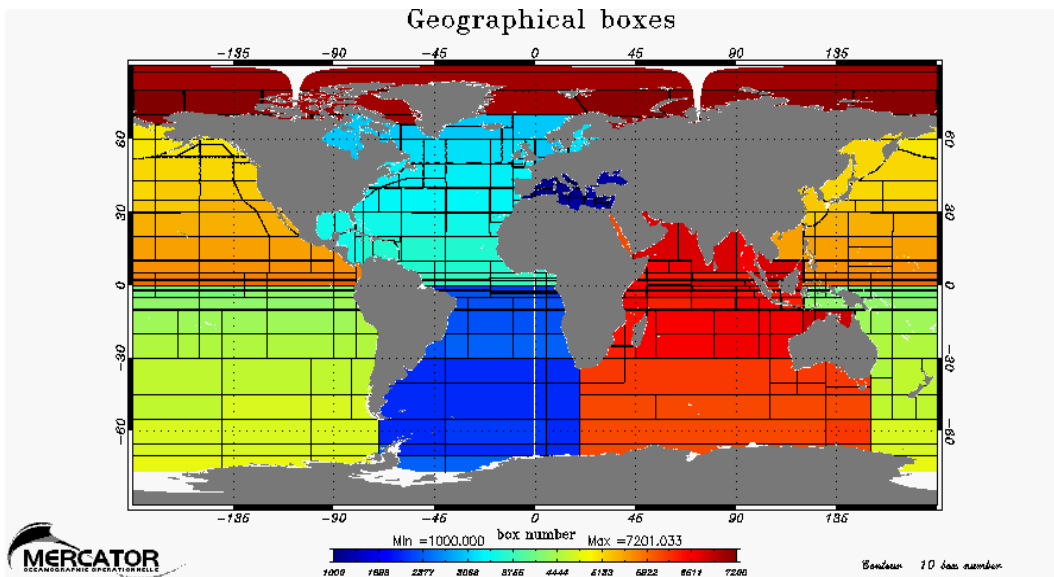 Geographical boxes
-135 -90 -45 0 45 90 135
60 60
30 30
0 0
-30 -30
-60 -60
-135 -90 -45 0 45 90 135
Min =1000.000 box number Max =7201.033
MERCATOR
OCEANOGRAPHIE OPERATIONNELLE
1000 1688 2377 3066 3755 4444 5133 5822 6511 7200
Contour 10 box number